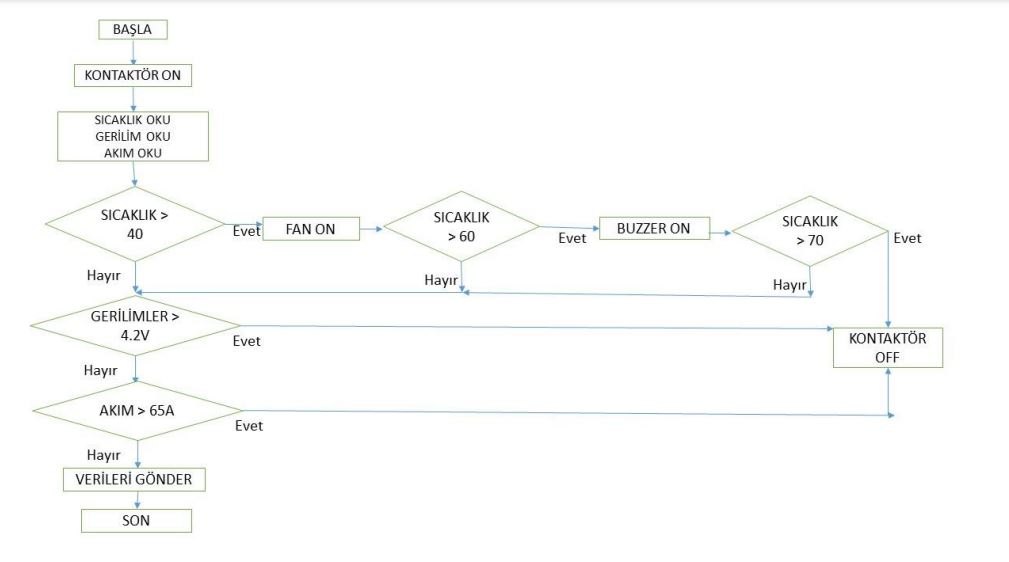 BAŞLA
KONTAKTÖR ON
SICAKLIK OKU
GERİLİM OKU
AKIM OKU
SICAKLIK >
40
Evet
FAN ON
SICAKLIK
> 60
Evet
BUZZER ON
SICAKLIK
> 70
Evet
Hayır
Hayır
Hayır
GERİLİMLER >
4.2V
Evet
KONTAKTÖR
OFF
Hayır
AKIM > 65A
Evet
Hayır
VERİLERİ GÖNDER
SON